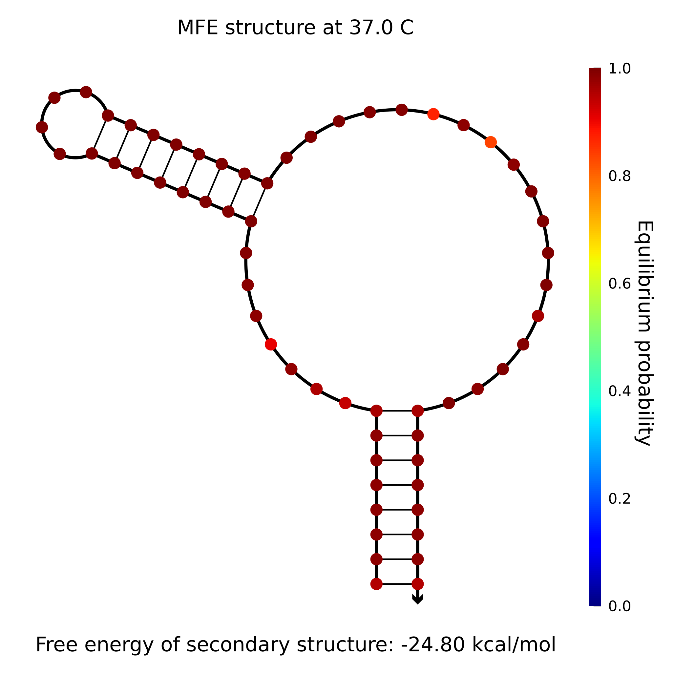 MFE structure at 37.0 C
1.0
0.8
0.6
0.4
0.2
0.0
Equilibrium probability
Free energy of secondary structure: -24.80 kcal/mol